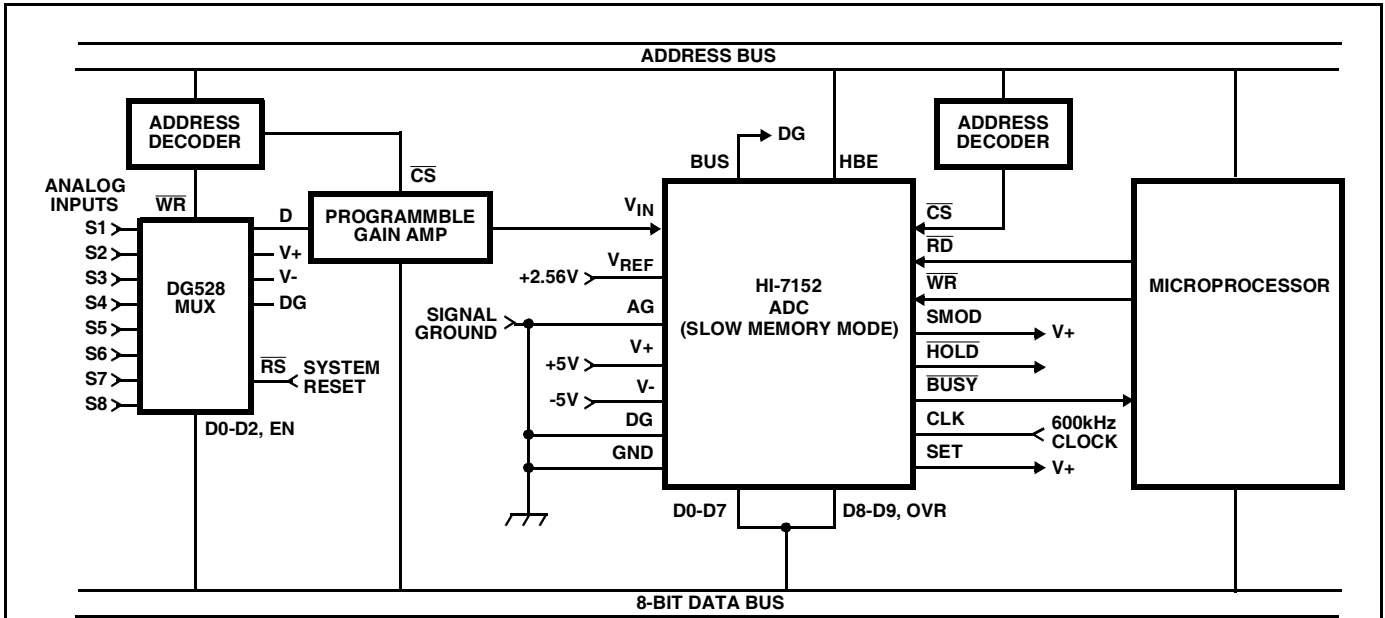 ADDRESS BUS
ADDRESS
DECODER
ADDRESS
DECODER
DG
BUS
HBE
CS
ANALOG
INPUTS
WR
S1
S2
S3
S4
S5
S6
S7
S8
DG528
MUX
D
V+
V-
DG
RS
SYSTEM
RESET
D0-D2, EN
PROGRAMMBLE
GAIN AMP
VIN
VREF
+2.56V
AG
SIGNAL
GROUND
V+
+5V
V-
-5V
DG
GND
HI-7152
ADC
(SLOW MEMORY MODE)
CS
RD
WR
SMOD
V+
HOLD
BUSY
CLK
600kHz
CLOCK
SET
V+
MICROPROCESSOR
D0-D7
D8-D9, OVR
8-BIT DATA BUS